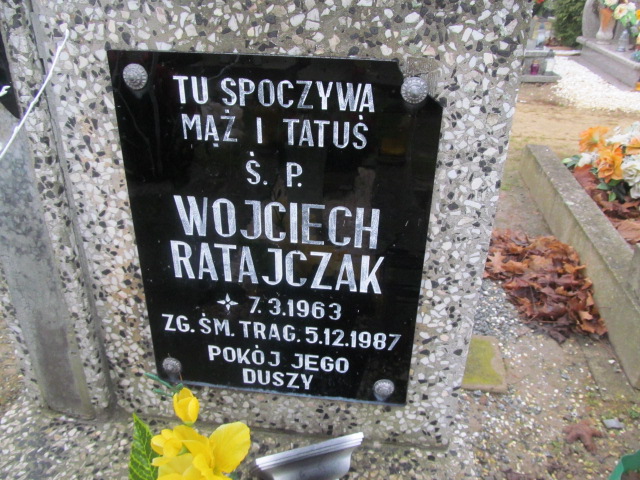 TU SPOCZYWA
MĄŻ I TATUŚ
Ś. P.
WOJCIECH
RATAJCZAK
7.3.1963
ZG. ŚM. TRAG. 5.12.1987
POKÓJ JEGO
DUSZY